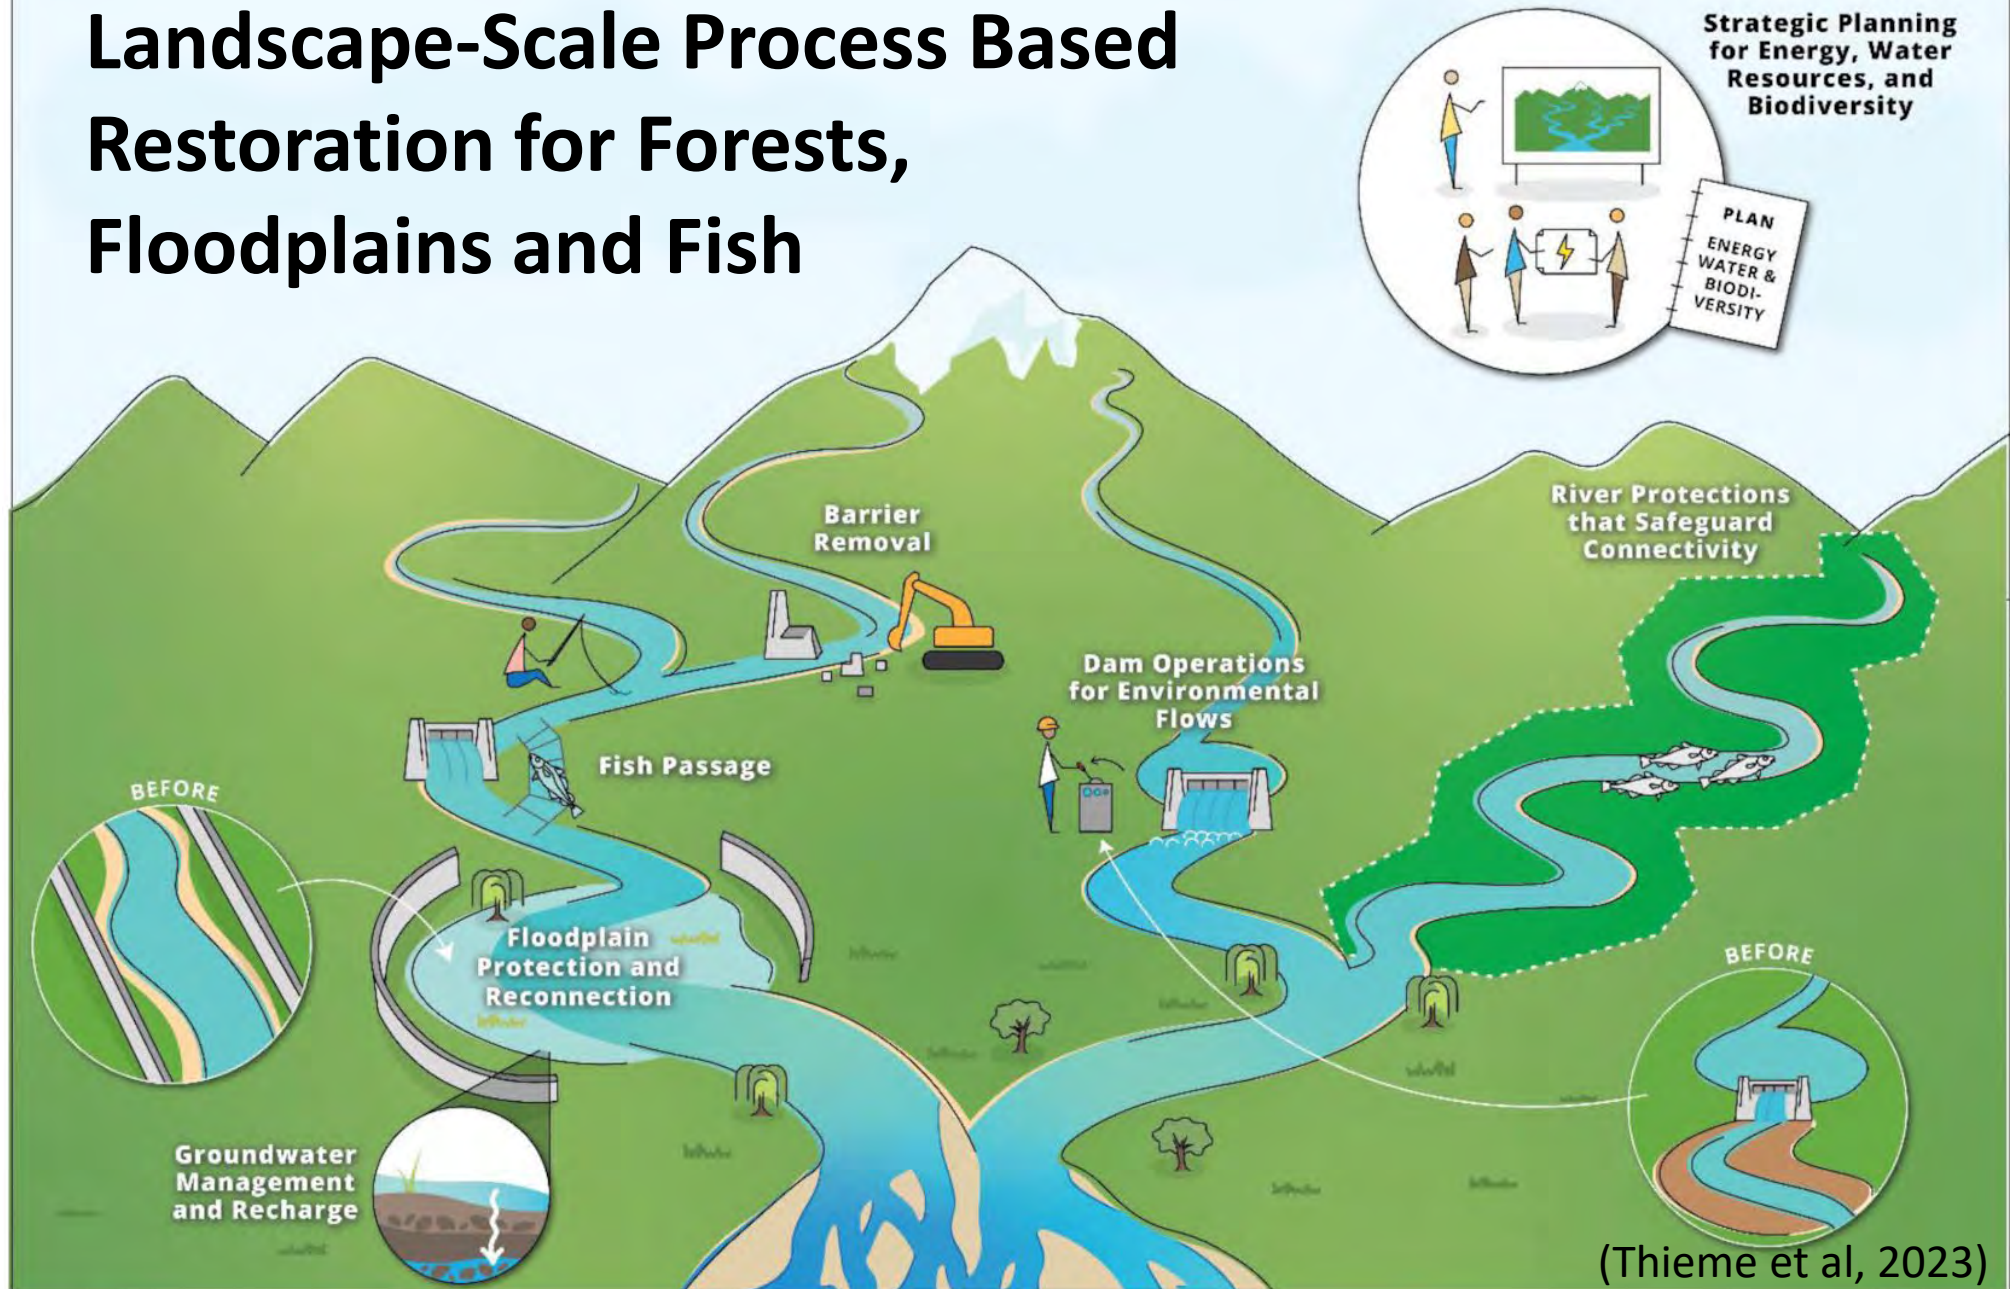 Landscape-Scale Process Based
Restoration for Forests,
Floodplains and Fish
Strategic Planning
for Energy, Water
Resources, and
Biodiversity
PLAN
ENERGY
WATER &
BIODI-
VERSITY
Barrier
Removal
River Protections
that Safeguard
Connectivity
Dam Operations
for Environmental
Flows
Fish Passage
BEFORE
Floodplain
Protection and
Reconnection
BEFORE
Groundwater
Management
and Recharge
(Thieme et al, 2023)